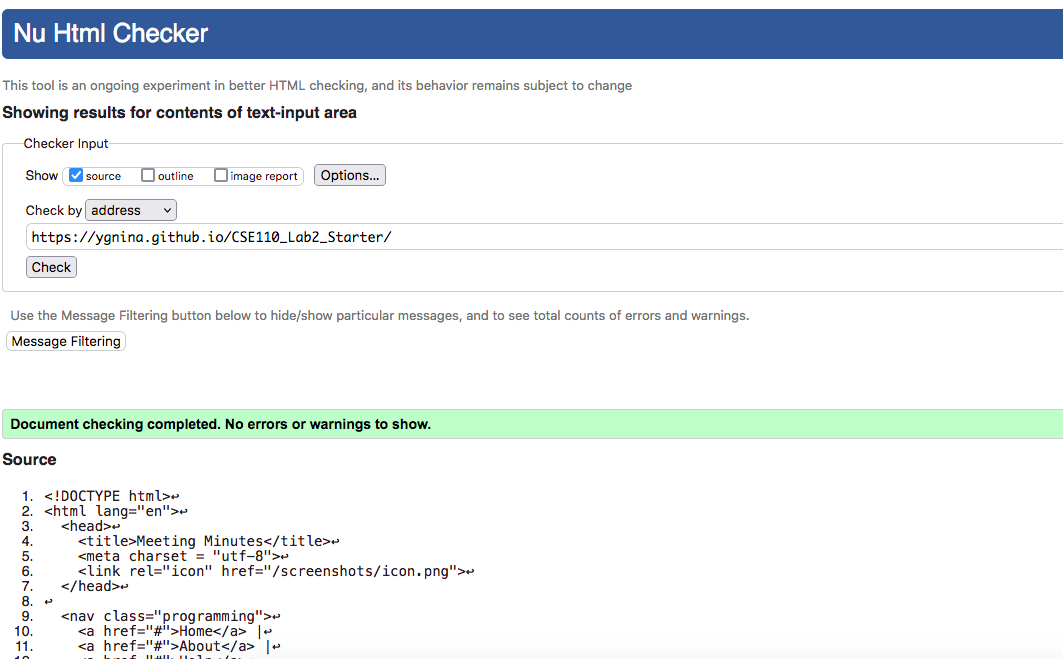 Nu Html Checker
This tool is an ongoing experiment in better HTML checking, and its behavior remains subject to change
Showing results for contents of text-input area
Checker Input
Show source outline image report Options...
Check by address
https://ygnina.github.io/CSE110_Lab2_Starter/
Check
Use the Message Filtering button below to hide/show particular messages, and to see total counts of errors and warnings.
Message Filtering
Document checking completed. No errors or warnings to show.
Source
1. <!DOCTYPE html>↩
2. <html lang="en">↩
3. <head>↩
4. <title>Meeting Minutes</title>↩
5. <meta charset = "utf-8">↩
6. <link rel="icon" href="/screenshots/icon.png">↩
7. </head>↩
8. ↩
9. <nav class="programming">↩
10. <a href="#">Home</a> |↩
11. <a href="#">About</a> |↩